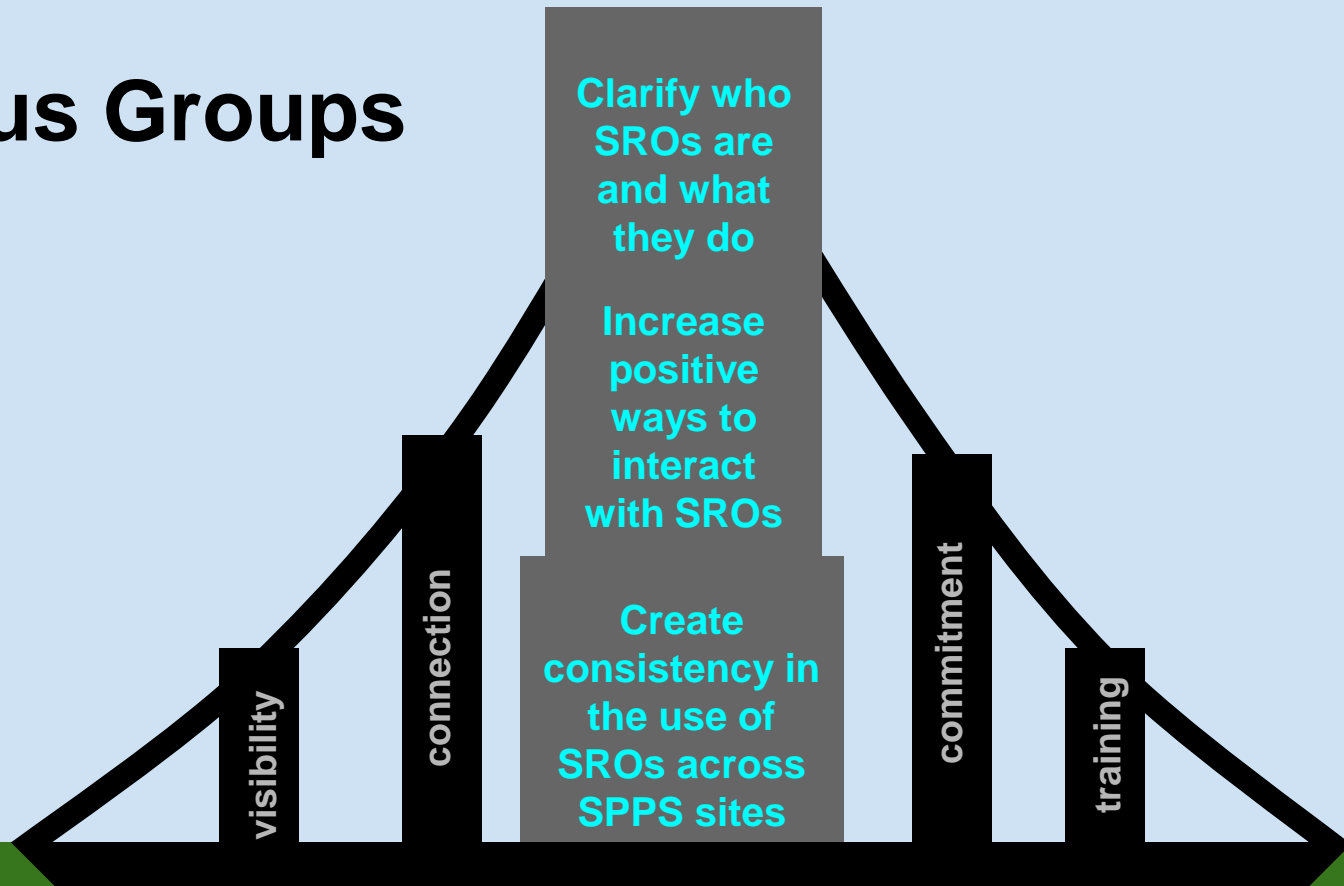 us Groups
Clarify who
SROs are
and what
they do
Increase
positive
ways to
interact
with SROs
Create
consistency in
the use of
SROs across
SPPS sites
visibility
connection
commitment
training